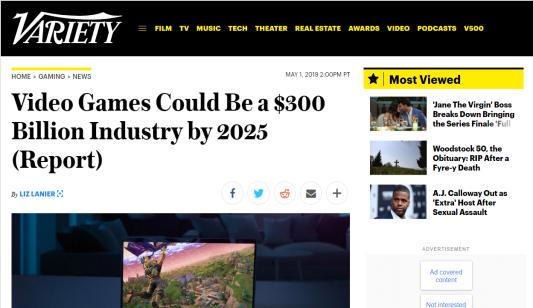 VARIETY
FILM TV MUSIC TECH THEATER REAL ESTATE AWARDS VIDEO PODCASTS V500
HOME > GAMING > NEWS
MAY 1, 2019 2:00PM PT
Video Games Could Be a $300
Billion Industry by 2025
(Report)
By LIZ LANIER
Most Viewed
'Jane The Virgin' Boss
Breaks Down Bringing
the Series Finale 'Full
Woodstock 50, the
Obituary: RIP After a
Fyre-y Death
A.J. Calloway Out as
'Extra' Host After
Sexual Assault
ADVERTISEMENT
Ad covered
content
Not interested